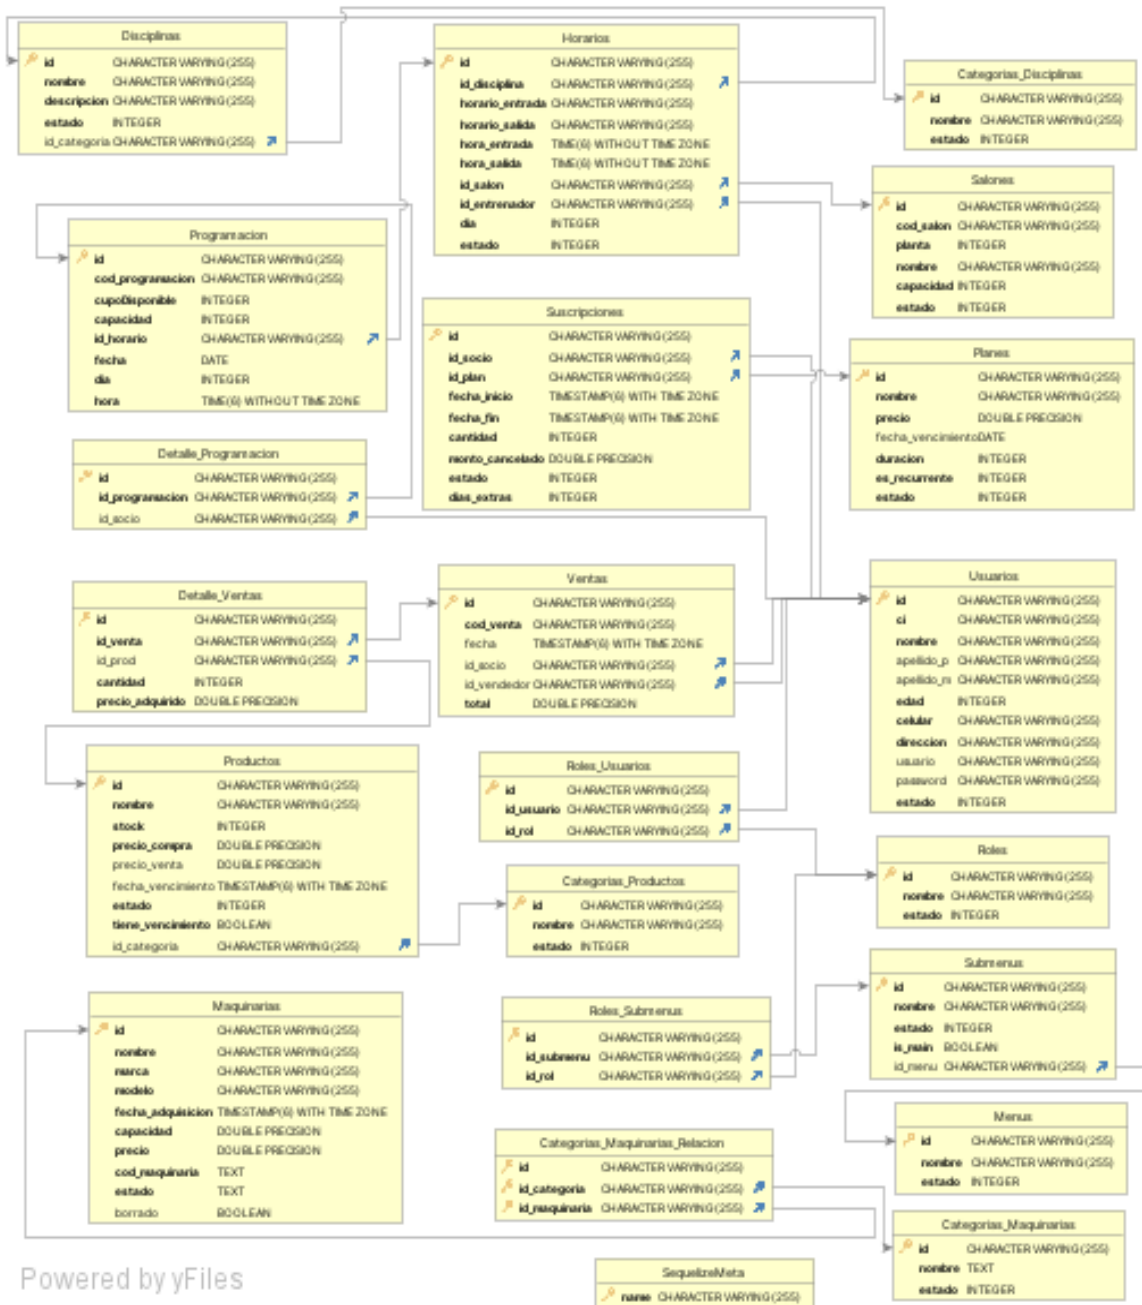 Disciplinas
id CHARACTER VARYING(255)
nombre CHARACTER VARYING(255)
descripcion CHARACTER VARYING(255)
estado INTEGER
id_categoria CHARACTER VARYING(255)
Horarios
id CHARACTER VARYING(255)
id_disciplina CHARACTER VARYING(255)
horario_entrada CHARACTER VARYING(255)
horario_salida CHARACTER VARYING(255)
hora_entrada TIME(6) WITHOUT TIME ZONE
hora_salida TIME(6) WITHOUT TIME ZONE
id_salon CHARACTER VARYING(255)
id_entrenador CHARACTER VARYING(255)
dia INTEGER
estado INTEGER
Categorias_Disciplinas
id CHARACTER VARYING(255)
nombre CHARACTER VARYING(255)
estado INTEGER
Salones
id CHARACTER VARYING(255)
cod_salon CHARACTER VARYING(255)
planta INTEGER
nombre CHARACTER VARYING(255)
capacidad INTEGER
estado INTEGER
Programacion
id CHARACTER VARYING(255)
cod_programacion CHARACTER VARYING(255)
cupoDisponible INTEGER
capacidad INTEGER
id_horario CHARACTER VARYING(255)
fecha DATE
dia INTEGER
hora TIME(6) WITHOUT TIME ZONE
Suscripciones
id CHARACTER VARYING(255)
id_socio CHARACTER VARYING(255)
id_plan CHARACTER VARYING(255)
fecha_inicio TIMESTAMP(6) WITH TIME ZONE
fecha_fin TIMESTAMP(6) WITH TIME ZONE
cantidad INTEGER
monto_cancelado DOUBLE PRECISION
estado INTEGER
dias_extras INTEGER
Planes
id CHARACTER VARYING(255)
nombre CHARACTER VARYING(255)
precio DOUBLE PRECISION
fecha_vencimiento DATE
duracion INTEGER
es_recurrente INTEGER
estado INTEGER
Detalle_Programacion
id CHARACTER VARYING(255)
id_programacion CHARACTER VARYING(255)
id_socio CHARACTER VARYING(255)
Detalle_Ventas
id CHARACTER VARYING(255)
id_venta CHARACTER VARYING(255)
id_prod CHARACTER VARYING(255)
cantidad INTEGER
precio_adquirido DOUBLE PRECISION
Ventas
id CHARACTER VARYING(255)
cod_venta CHARACTER VARYING(255)
fecha TIMESTAMP(6) WITH TIME ZONE
id_socio CHARACTER VARYING(255)
id_vendedor CHARACTER VARYING(255)
total DOUBLE PRECISION
Usuarios
id CHARACTER VARYING(255)
ci CHARACTER VARYING(255)
nombre CHARACTER VARYING(255)
apellido_p CHARACTER VARYING(255)
apellido_m CHARACTER VARYING(255)
edad INTEGER
celular CHARACTER VARYING(255)
direccion CHARACTER VARYING(255)
usuario CHARACTER VARYING(255)
password CHARACTER VARYING(255)
estado INTEGER
Productos
id CHARACTER VARYING(255)
nombre CHARACTER VARYING(255)
stock INTEGER
precio_compra DOUBLE PRECISION
precio_venta DOUBLE PRECISION
fecha_vencimiento TIMESTAMP(6) WITH TIME ZONE
estado INTEGER
tiene_vencimiento BOOLEAN
id_categoria CHARACTER VARYING(255)
Roles_Usuarios
id CHARACTER VARYING(255)
id_usuario CHARACTER VARYING(255)
id_rol CHARACTER VARYING(255)
Categorias_Productos
id CHARACTER VARYING(255)
nombre CHARACTER VARYING(255)
estado INTEGER
Roles
id CHARACTER VARYING(255)
nombre CHARACTER VARYING(255)
estado INTEGER
Submenus
id CHARACTER VARYING(255)
nombre CHARACTER VARYING(255)
estado INTEGER
is_main BOOLEAN
id_menu CHARACTER VARYING(255)
Maquinarias
id CHARACTER VARYING(255)
nombre CHARACTER VARYING(255)
marca CHARACTER VARYING(255)
modelo CHARACTER VARYING(255)
fecha_adquisicion TIMESTAMP(6) WITH TIME ZONE
capacidad DOUBLE PRECISION
precio DOUBLE PRECISION
cod_maquinaria TEXT
estado TEXT
borrado BOOLEAN
Roles_Submenus
id CHARACTER VARYING(255)
id_submenu CHARACTER VARYING(255)
id_rol CHARACTER VARYING(255)
Menus
id CHARACTER VARYING(255)
nombre CHARACTER VARYING(255)
estado INTEGER
Categorias_Maquinarias_Relacion
id CHARACTER VARYING(255)
id_categoria CHARACTER VARYING(255)
id_maquinaria CHARACTER VARYING(255)
Categorias_Maquinarias
id CHARACTER VARYING(255)
nombre TEXT
estado INTEGER
SequelizeMeta
name CHARACTER VARYING(255)
Powered by yFiles